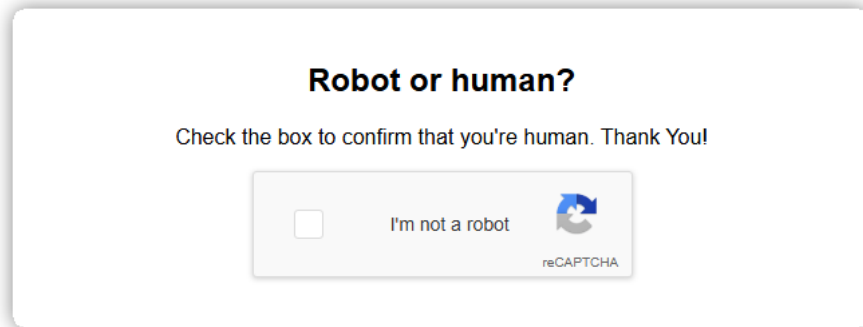 Robot or human?
Check the box to confirm that you're human. Thank You!
I'm not a robot
reCAPTCHA